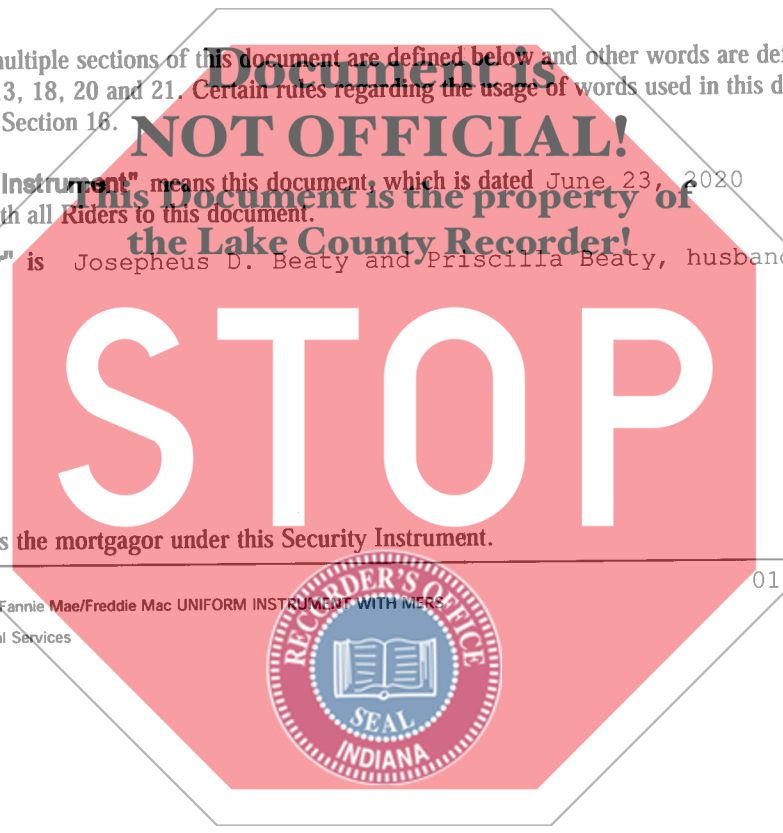 multiple sections of this document are defined below and other words are def
Document is
13, 18, 20 and 21. Certain rules regarding the usage of words used in this d
Section 16.
NOT OFFICIAL!
Instrument" means this document, which is dated June 23, 2020
This Document is the property of
th all Riders to this document.
the Lake County Recorder!
r" is Josepheus D. Beaty and Priscilla Beaty, husband
STOP
s the mortgagor under this Security Instrument.
01
Fannie Mae/Freddie Mac UNIFORM INSTRUMENT WITH MERS
al Services
RECORDER'S OFFICE
SEAL
INDIANA